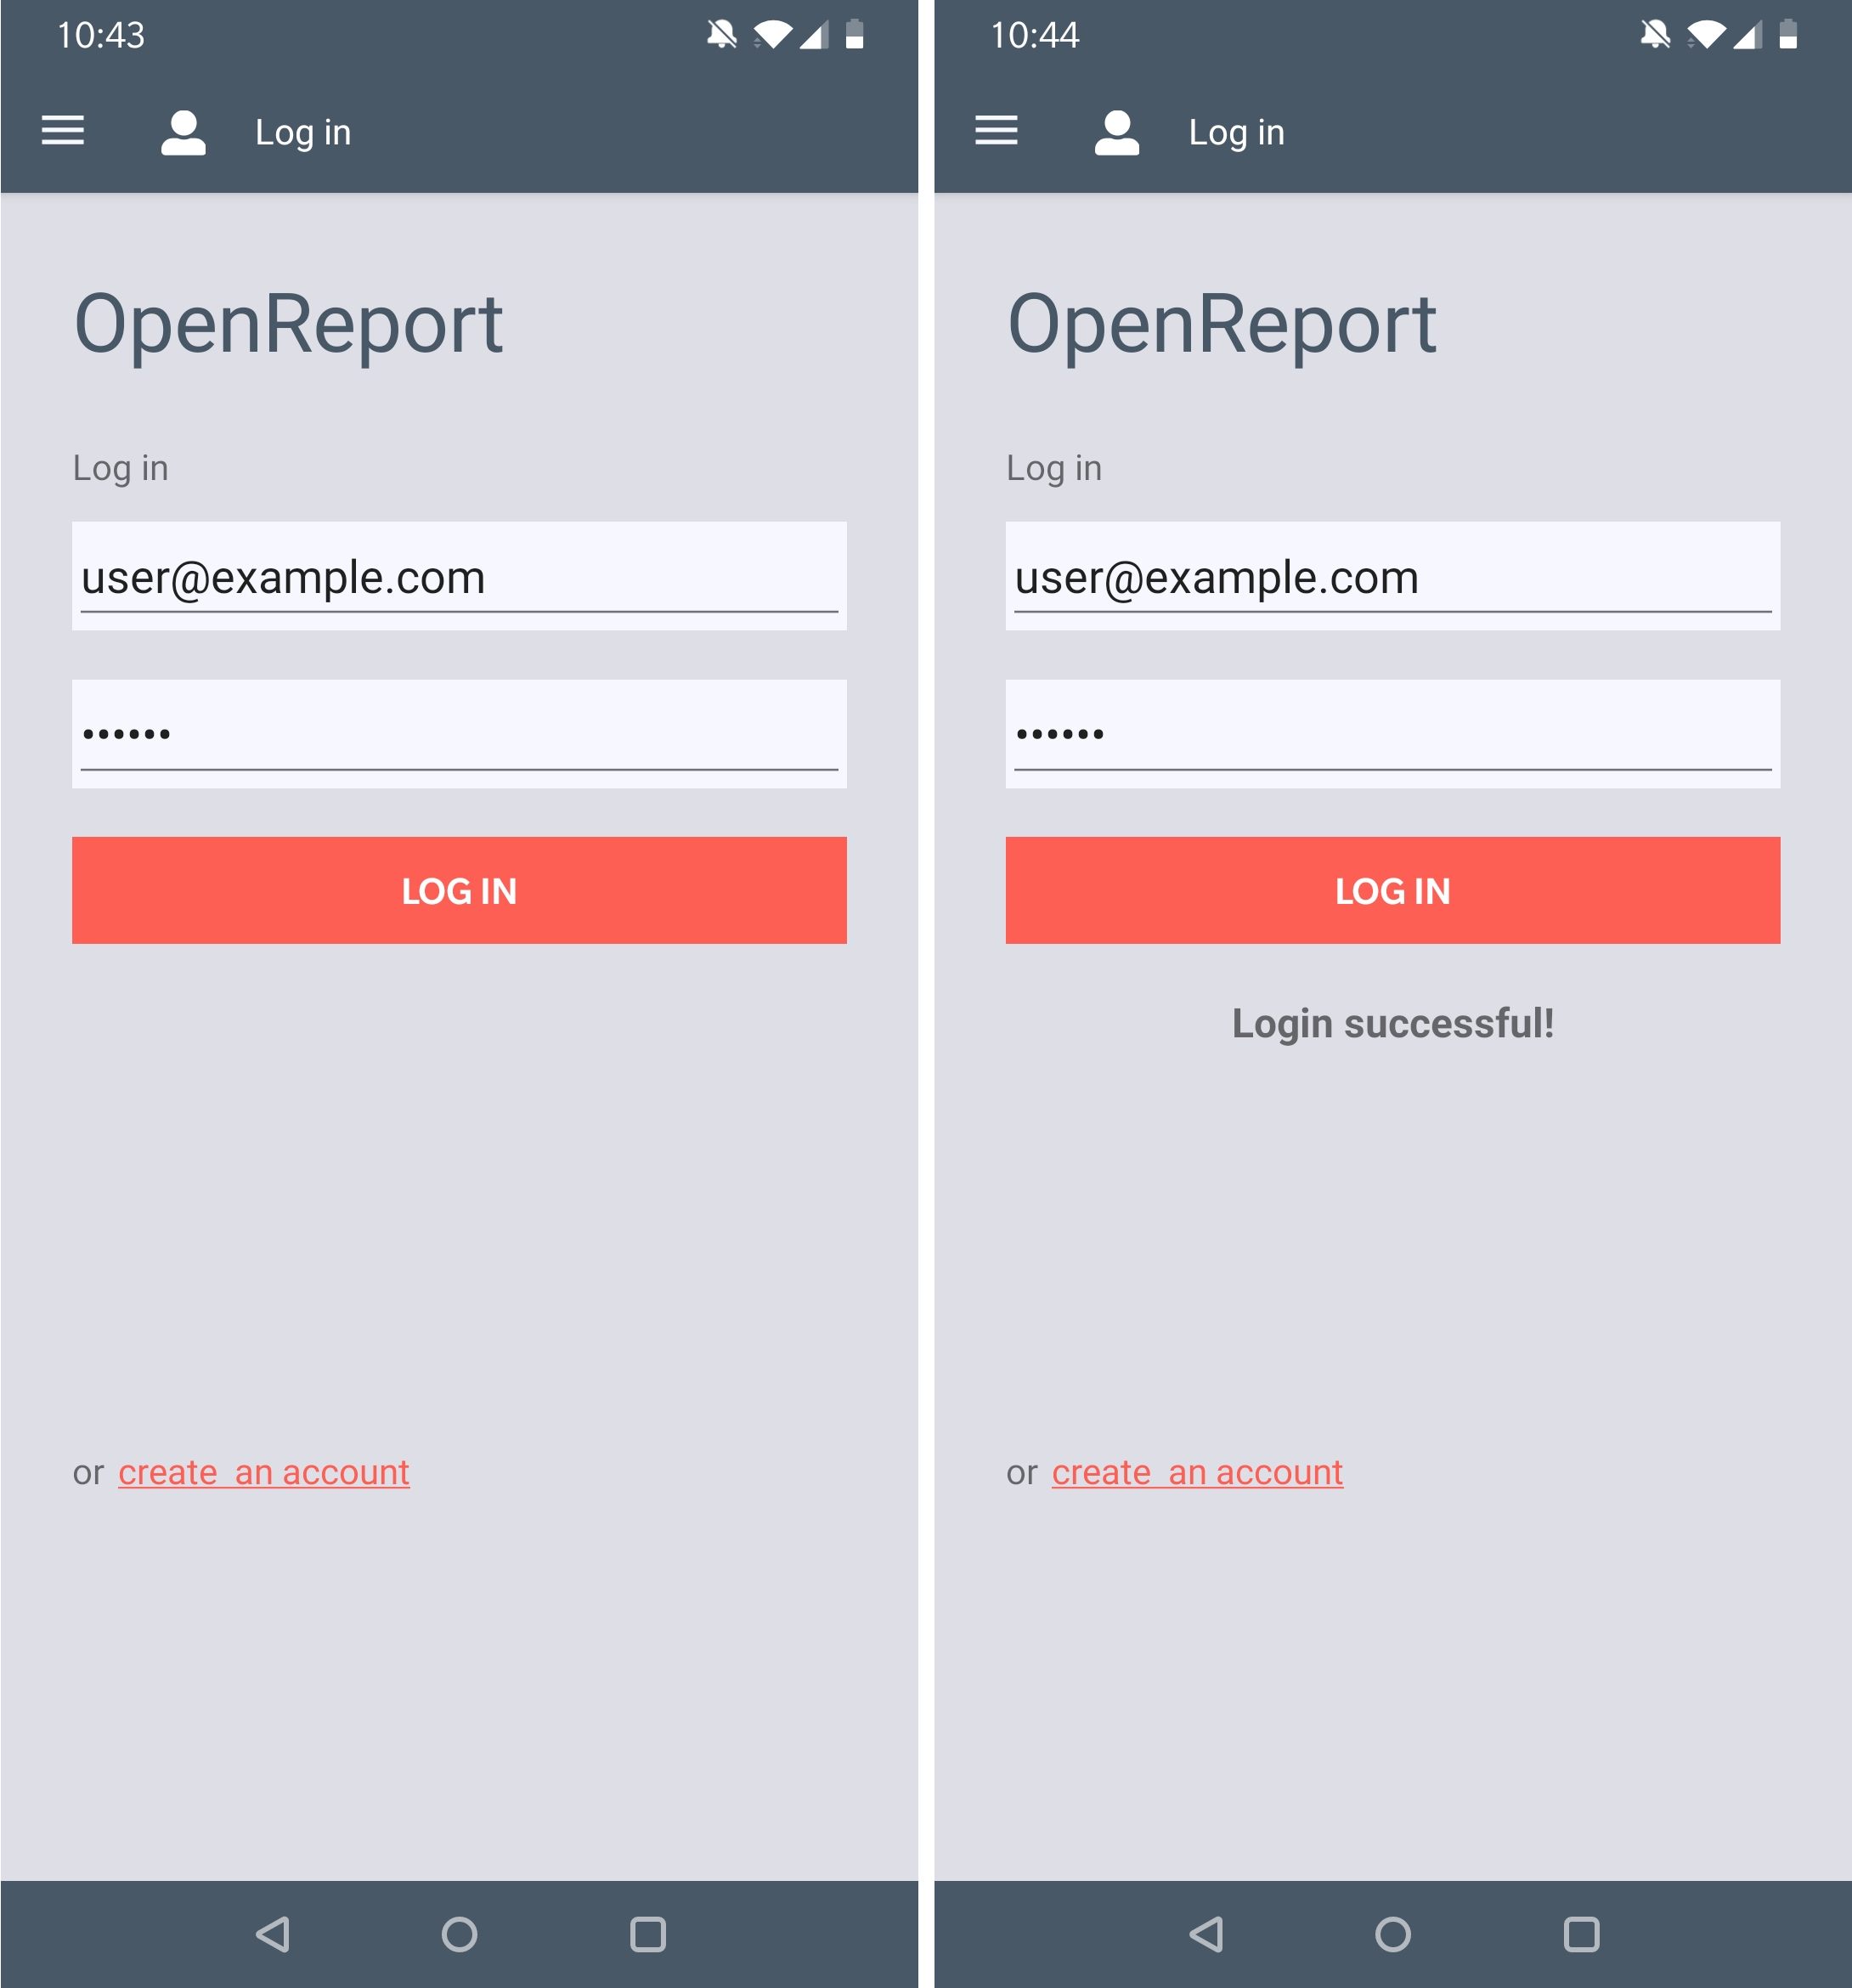 10:43
Log in
OpenReport
Log in
user@example.com
••••••
LOG IN
or create  an account
10:44
Log in
OpenReport
Log in
user@example.com
••••••
LOG IN
Login successful!
or create  an account